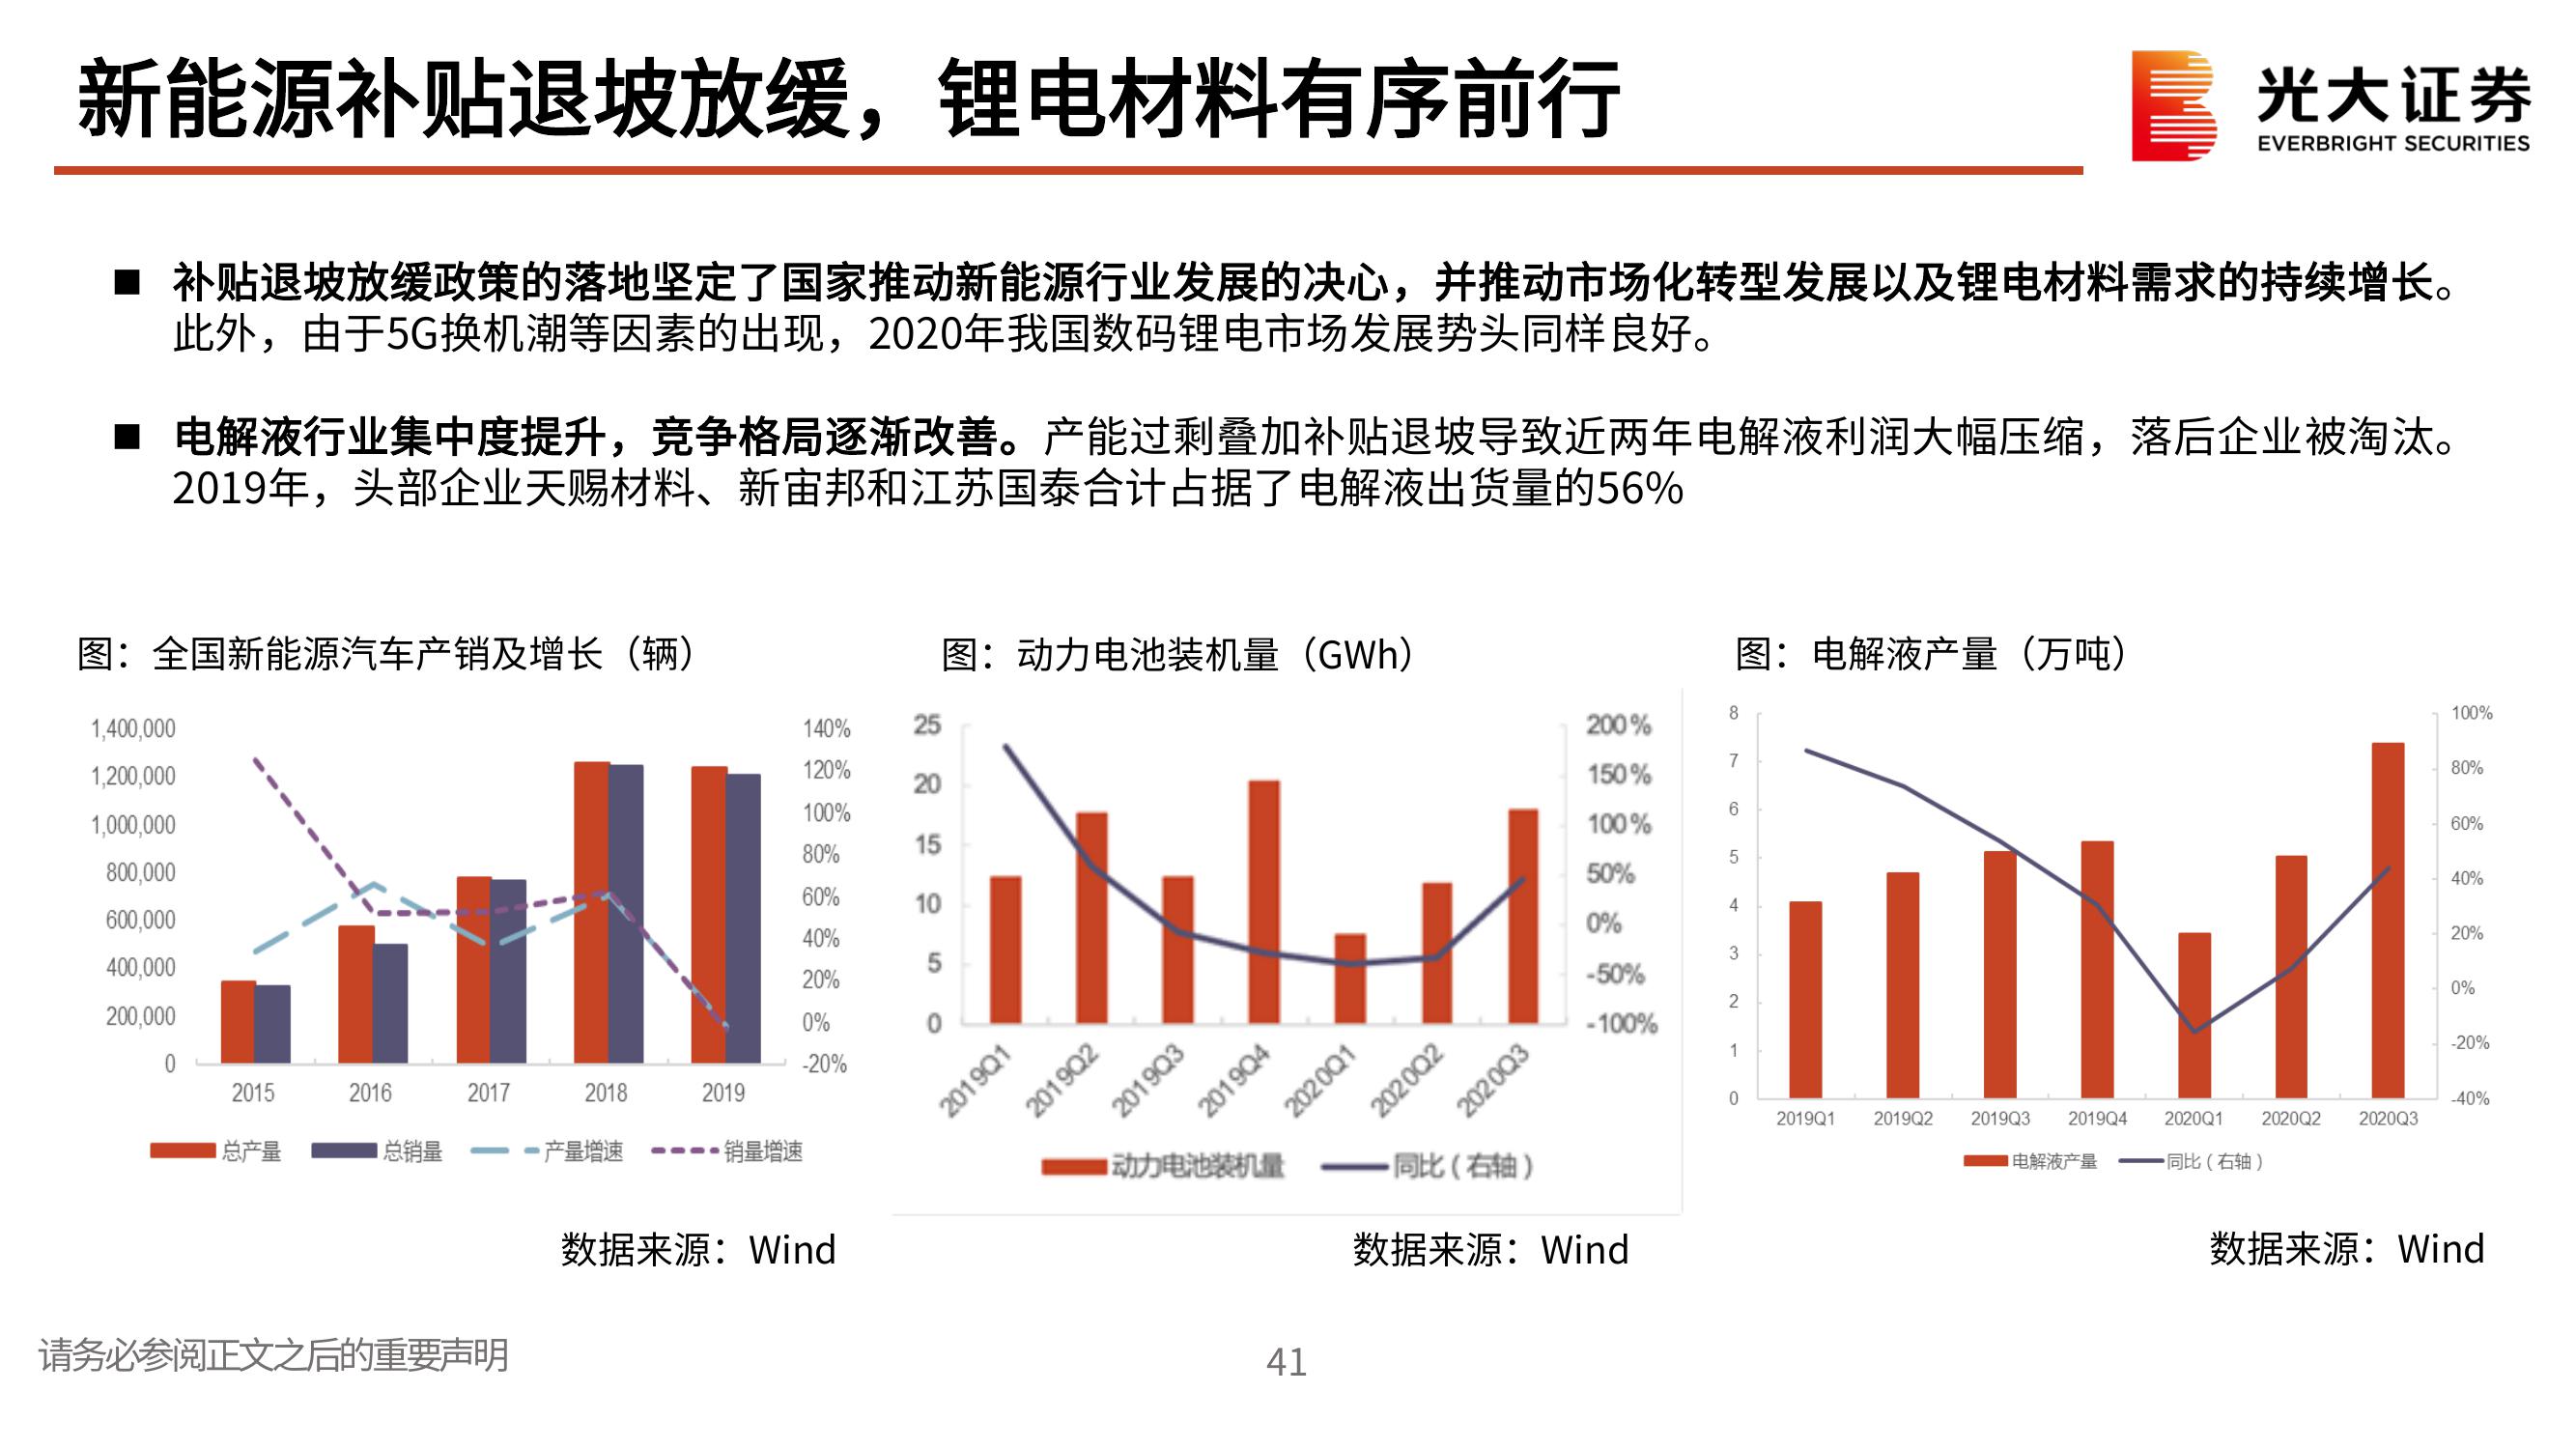 新能源补贴退坡放缓，锂电材料有序前行
光大证券
EVERBRIGHT SECURITIES
■ 补贴退坡放缓政策的落地坚定了国家推动新能源行业发展的决心，并推动市场化转型发展以及锂电材料需求的持续增长。
此外，由于5G换机潮等因素的出现，2020年我国数码锂电市场发展势头同样良好。
■ 电解液行业集中度提升，竞争格局逐渐改善。产能过剩叠加补贴退坡导致近两年电解液利润大幅压缩，落后企业被淘汰。
2019年，头部企业天赐材料、新宙邦和江苏国泰合计占据了电解液出货量的56%
图：全国新能源汽车产销及增长（辆）
1,400,000
1,200,000
1,000,000
800,000
600,000
400,000
200,000
0
140%
120%
100%
80%
60%
40%
20%
0%
-20%
2015 2016 2017 2018 2019
总产量 总销量 产量增速 销量增速
数据来源：Wind
图：动力电池装机量（GWh）
25
20
15
10
5
0
200%
150%
100%
50%
0%
-50%
-100%
2019Q1 2019Q2 2019Q3 2019Q4 2020Q1 2020Q2 2020Q3
动力电池装机量 同比（右轴）
数据来源：Wind
图：电解液产量（万吨）
8
7
6
5
4
3
2
1
0
100%
80%
60%
40%
20%
0%
-20%
-40%
2019Q1 2019Q2 2019Q3 2019Q4 2020Q1 2020Q2 2020Q3
电解液产量 同比（右轴）
数据来源：Wind
请务必参阅正文之后的重要声明
41